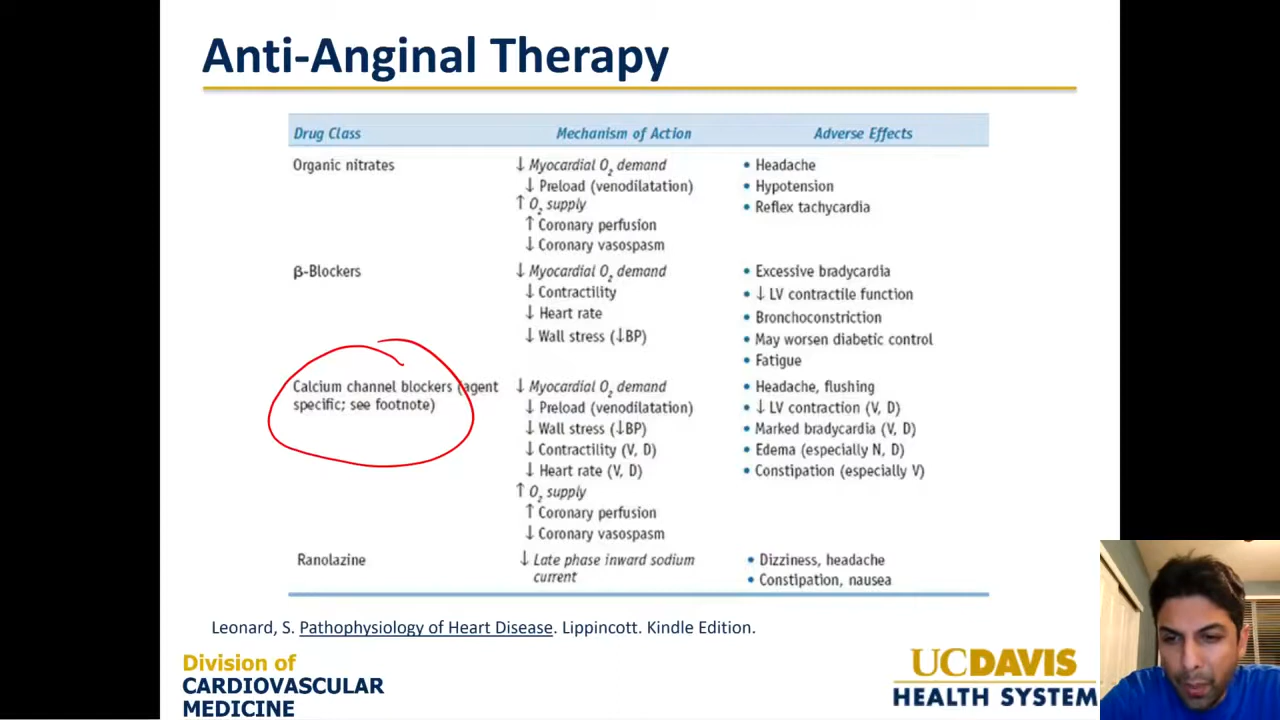 Anti-Anginal Therapy
Drug Class Mechanism of Action Adverse Effects
Organic nitrates ↓ Myocardial O₂ demand • Headache
↓ Preload (venodilatation) • Hypotension
↑ O₂ supply • Reflex tachycardia
↑ Coronary perfusion
↓ Coronary vasospasm
β-Blockers ↓ Myocardial O₂ demand • Excessive bradycardia
↓ Contractility • ↓ LV contractile function
↓ Heart rate • Bronchoconstriction
↓ Wall stress (↓BP) • May worsen diabetic control
• Fatigue
Calcium channel blockers (agent ↓ Myocardial O₂ demand • Headache, flushing
specific; see footnote) ↓ Preload (venodilatation) • ↓ LV contraction (V, D)
↓ Wall stress (↓BP) • Marked bradycardia (V, D)
↓ Contractility (V, D) • Edema (especially N, D)
↓ Heart rate (V, D) • Constipation (especially V)
↑ O₂ supply
↑ Coronary perfusion
↓ Coronary vasospasm
Ranolazine ↓ Late phase inward sodium • Dizziness, headache
current • Constipation, nausea
Leonard, S. Pathophysiology of Heart Disease. Lippincott. Kindle Edition.
Division of
CARDIOVASCULAR
MEDICINE
UCDAVIS
HEALTH SYSTEM